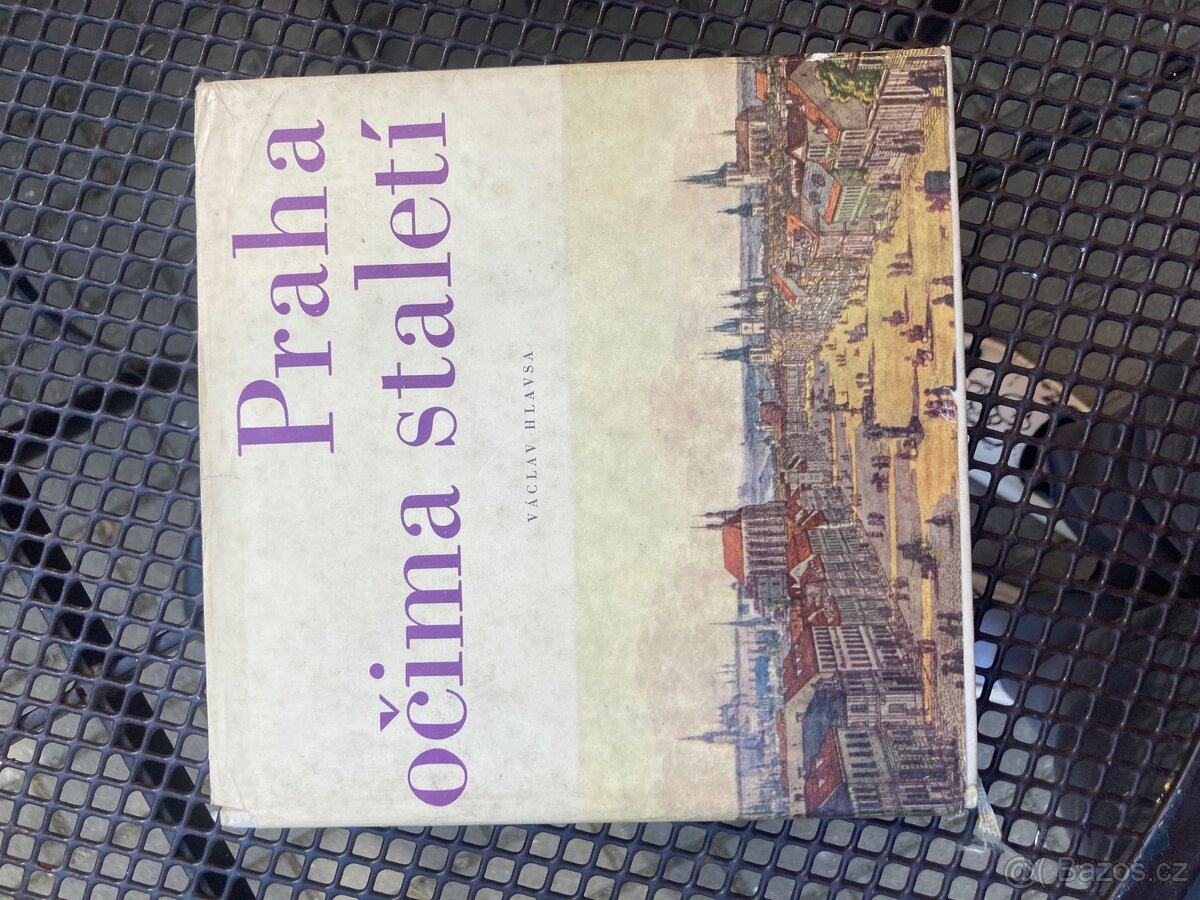 Praha
očima staletí
VÁCLAV HLAVSA
@ Bazos.cz